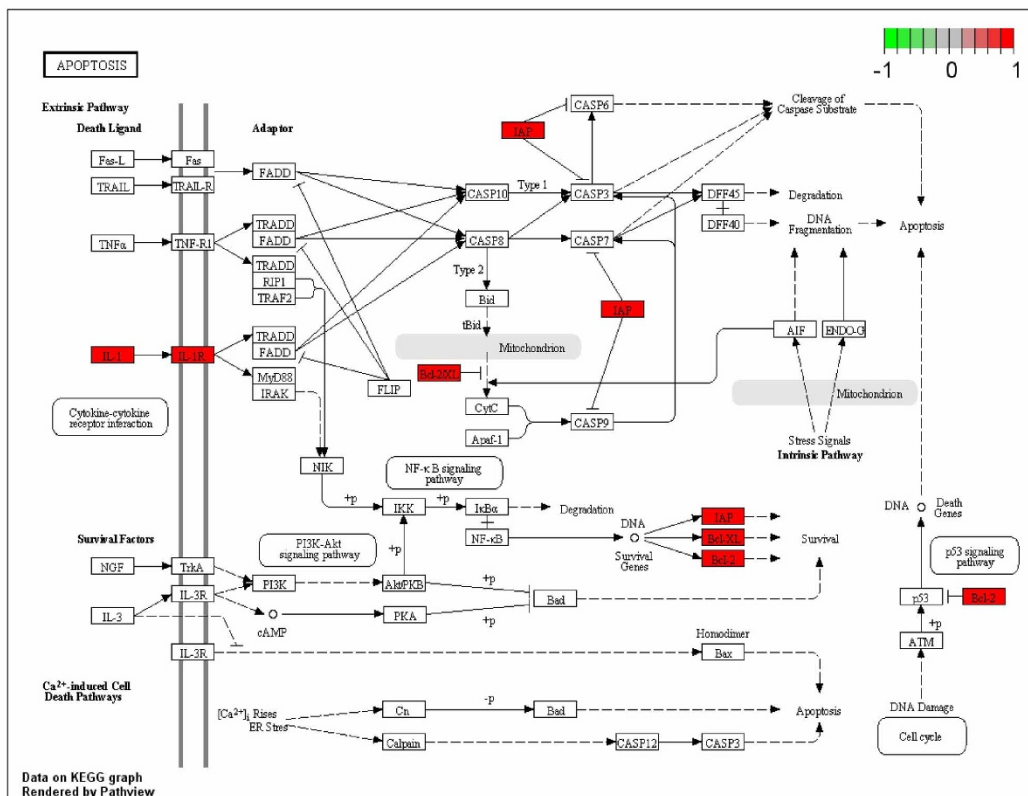 APOPTOSIS
-1 0 1
Extrinsic Pathway
Death Ligand
Adaptor
Fas-L
Fas
FADD
TRAIL
TRAIL-R
TNFα
TNF-R1
TRADD
FADD
TRADD
RIP1
TRAF2
IL-1
IL-1R
TRADD
FADD
MyD88
IRAK
FLIP
Cytokine-cytokine
receptor interaction
NIK
CASP10
Type 1
CASP3
CASP6
IAP
CASP8
CASP7
Type 2
Bid
tBid
Mitochondrion
Bcl-2/XL
CytC
Apaf-1
CASP9
IAP
Cleavage of
Caspase Substrate
DFF45
Degradation
DFF40
DNA
Fragmentation
Apoptosis
AIF
ENDO-G
Mitochondrion
Stress Signals
Intrinsic Pathway
NF-κB signaling
pathway
+p
IKK
+p
IκBα
Degradation
NF-κB
DNA
Survival
Genes
IAP
Bcl-XL
Bcl-2
Survival
DNA
Death
Genes
p53 signaling
pathway
p53
Bcl-2
+p
ATM
DNA Damage
Cell cycle
Survival Factors
PI3K-Akt
signaling pathway
+p
NGF
TrkA
PI3K
Akt/PKB
+p
IL-3
IL-3R
cAMP
PKA
+p
Bad
IL-3R
Homodimer
Bax
Ca2+-induced Cell
Death Pathways
[Ca2+]i Rises
ER Stres
Cn
-p
Bad
Apoptosis
Calpain
CASP12
CASP3
Data on KEGG graph
Rendered by Pathview